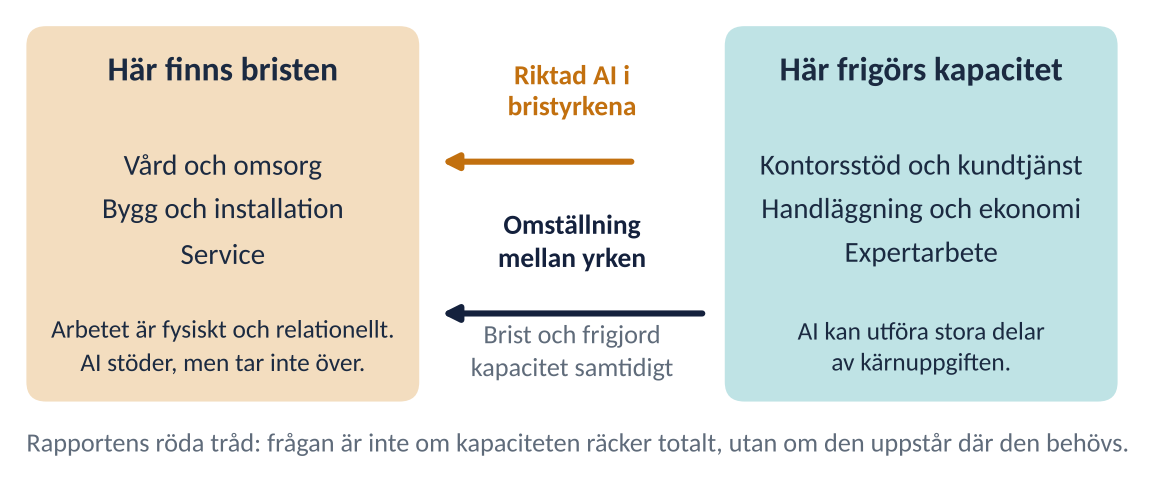 Här finns bristen
Vård och omsorg
Bygg och installation
Service
Arbetet är fysiskt och relationellt.
AI stöder, men tar inte över.
Riktad AI i
bristyrkena
Omställning
mellan yrken
Brist och frigjord
kapacitet samtidigt
Här frigörs kapacitet
Kontorsstöd och kundtjänst
Handläggning och ekonomi
Expertarbete
AI kan utföra stora delar
av kärnuppgiften.
Rapportens röda tråd: frågan är inte om kapaciteten räcker totalt, utan om den uppstår där den behövs.